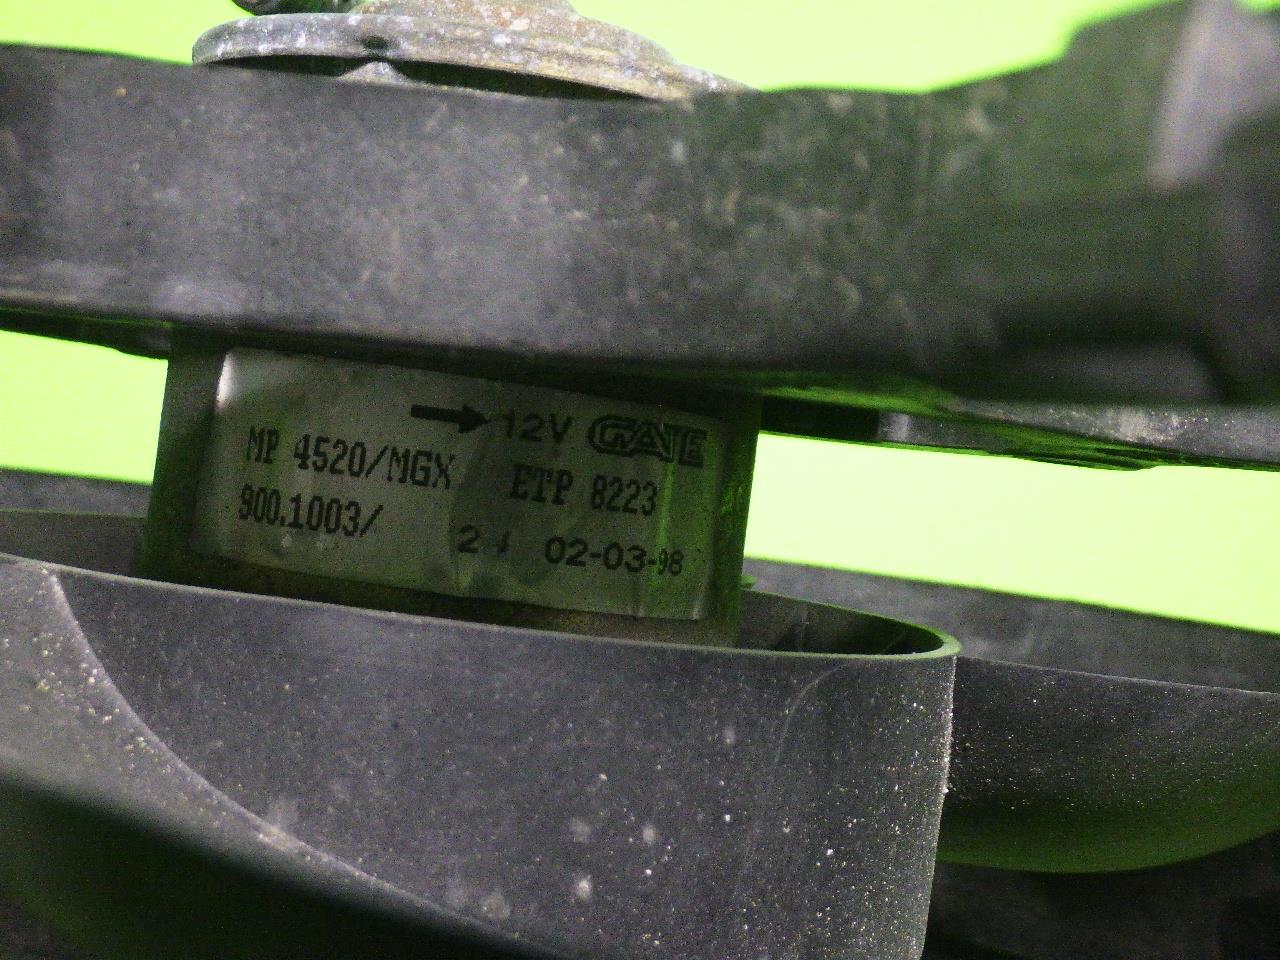 12V GATE
MP 4520/MGX ETP 8223
900.1003/ 2 02-03-98